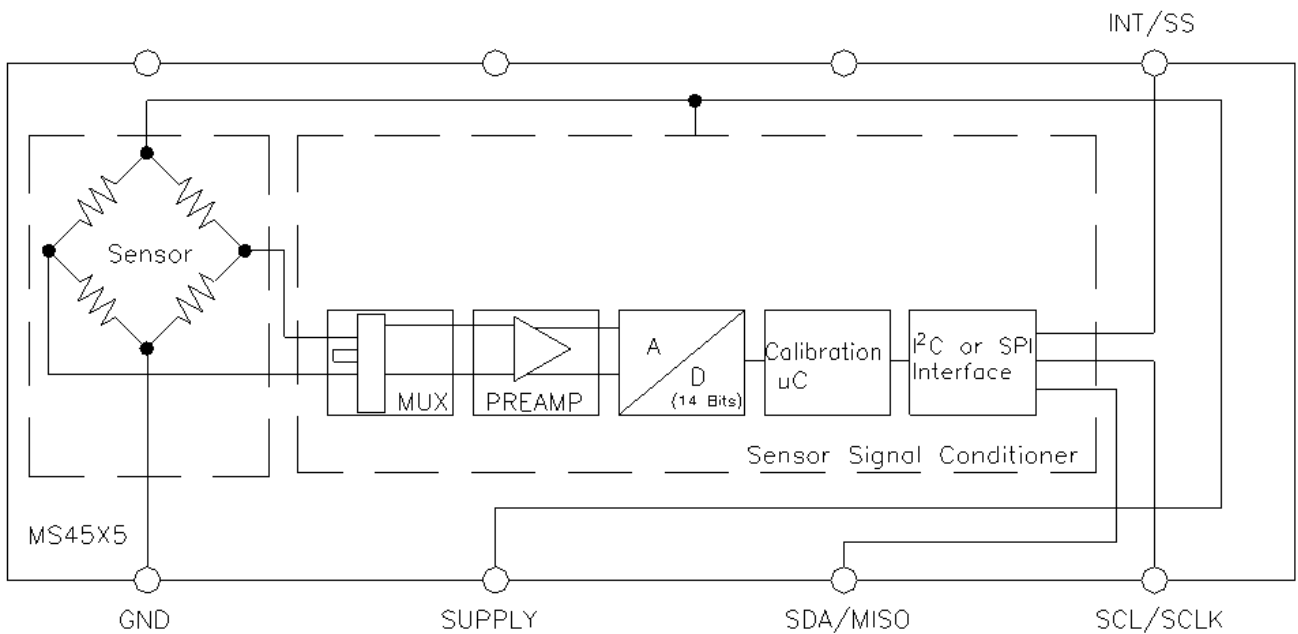 INT/SS
Sensor
MUX
PREAMP
A
D
(14 Bits)
Calibration
uC
I²C or SPI
Interface
Sensor Signal Conditioner
MS45X5
GND
SUPPLY
SDA/MISO
SCL/SCLK